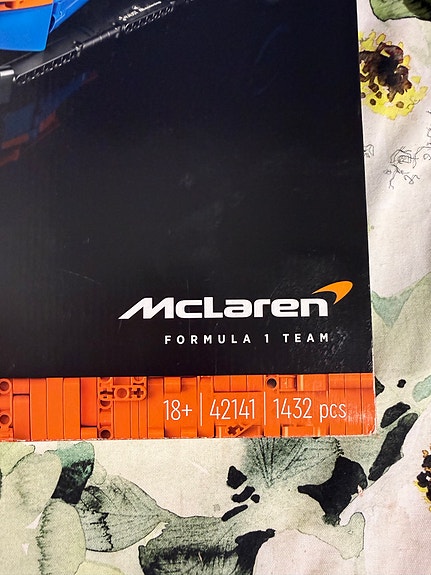 McLaren
FORMULA 1 TEAM
18+ | 42141 | 1432 pcs